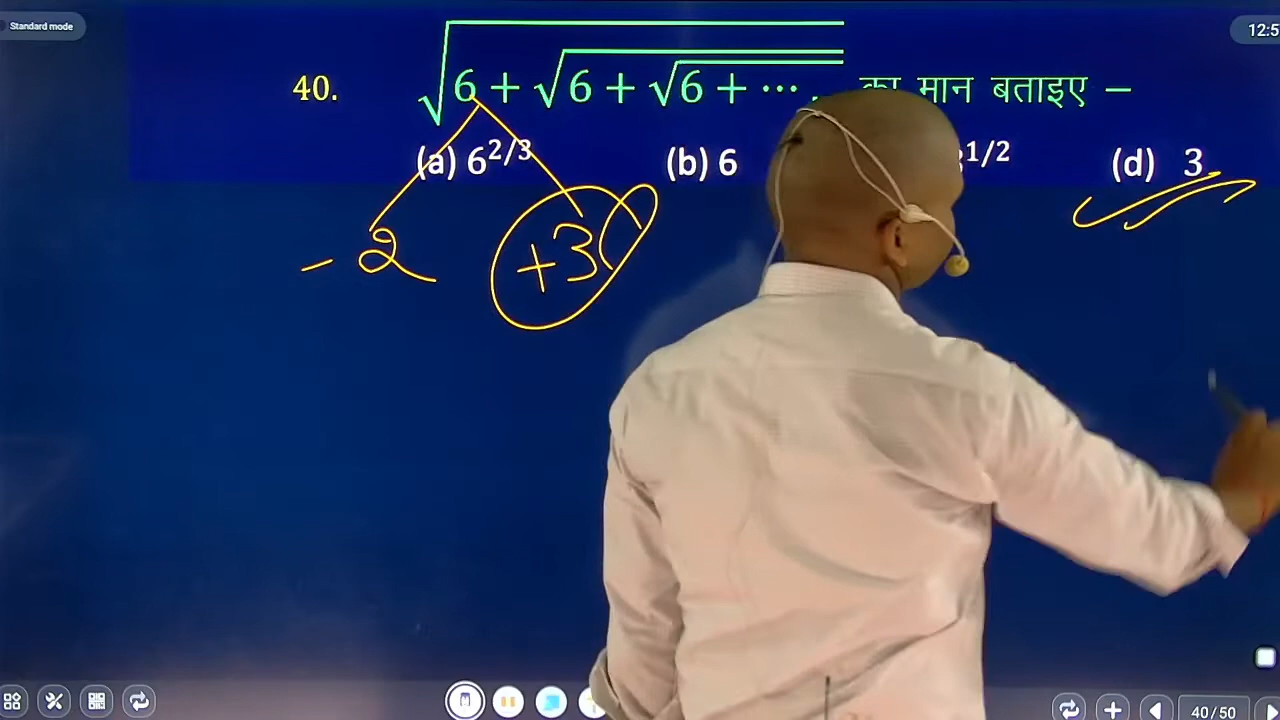 Standard mode
12:5
40. √6 + √6 + √6 + ⋯ . का मान बताइए −
(a) 6^{2/3} (b) 6 ^{1/2} (d) 3
- 2 +3
40/50